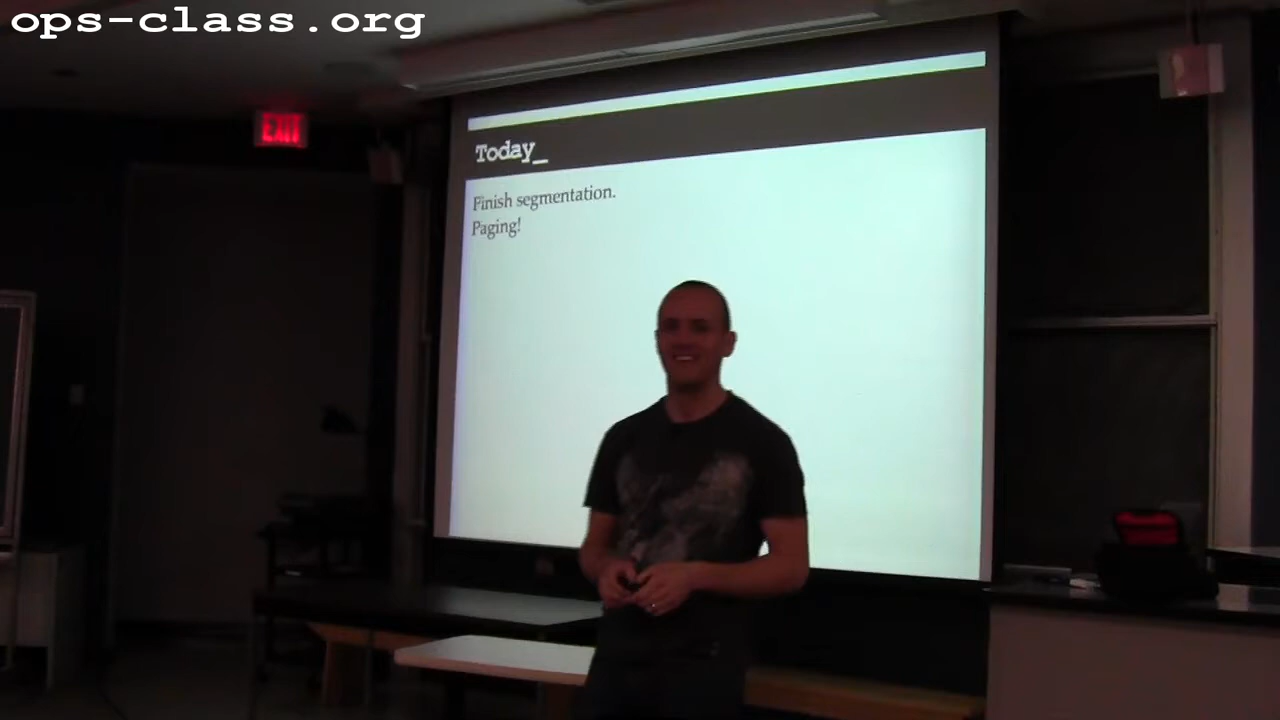 ops-class.org
EXIT
Today_
Finish segmentation.
Paging!